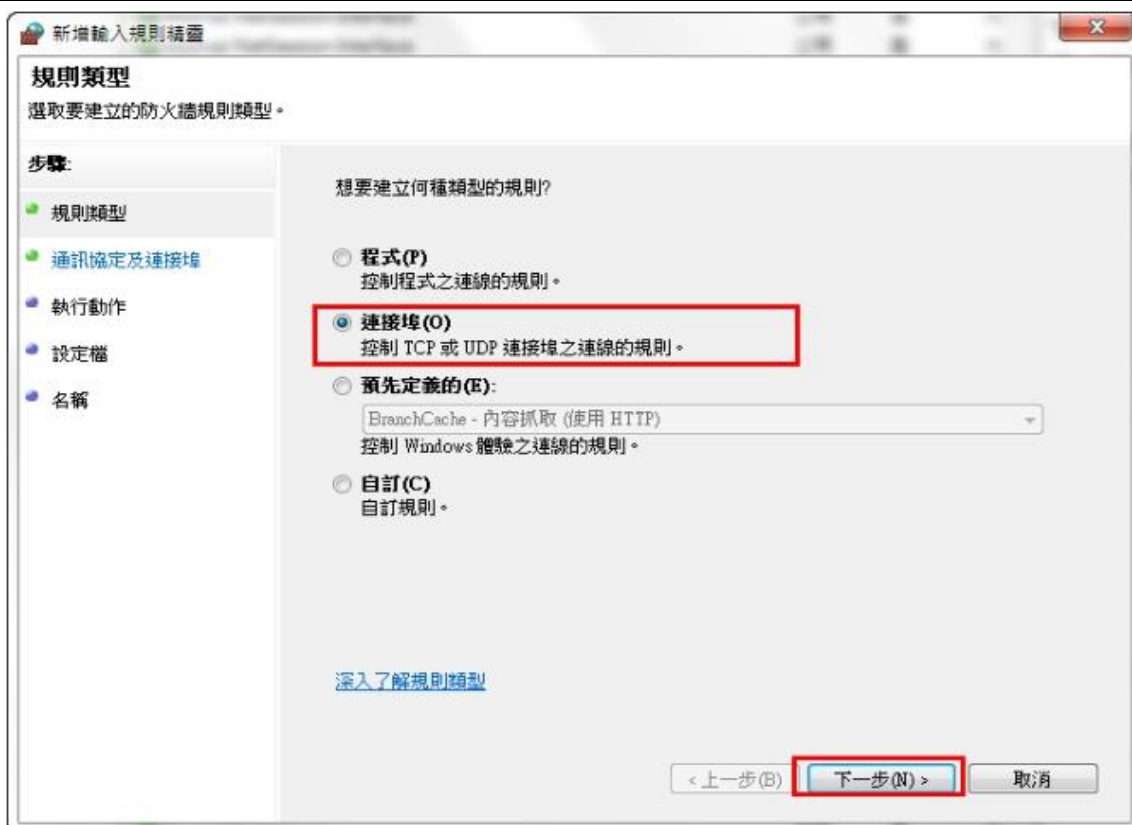 新增輸入規則精靈
規則類型
選取要建立的防火牆規則類型。
步驟:
規則類型
通訊協定及連接埠
執行動作
設定檔
名稱
想要建立何種類型的規則?
程式(P)
控制程式之連線的規則。
連接埠(O)
控制 TCP 或 UDP 連接埠之連線的規則。
預先定義的(E):
BranchCache - 內容抓取 (使用 HTTP)
控制 Windows 體驗之連線的規則。
自訂(C)
自訂規則。
深入了解規則類型
<上一步(B)
下一步(N) >
取消